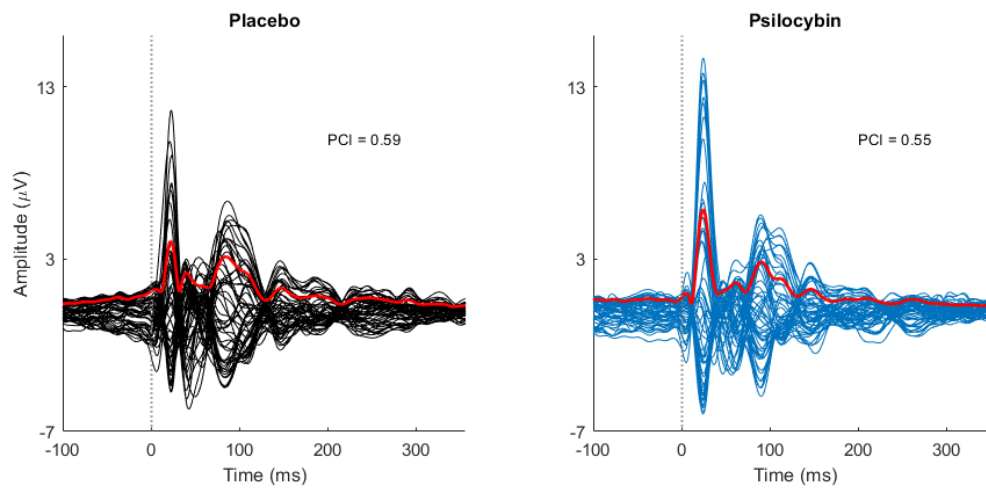 Placebo
Psilocybin
13
3
-7
Amplitude (μV)
PCI = 0.59
-100
0
100
200
300
Time (ms)
13
3
-7
PCI = 0.55
-100
0
100
200
300
Time (ms)